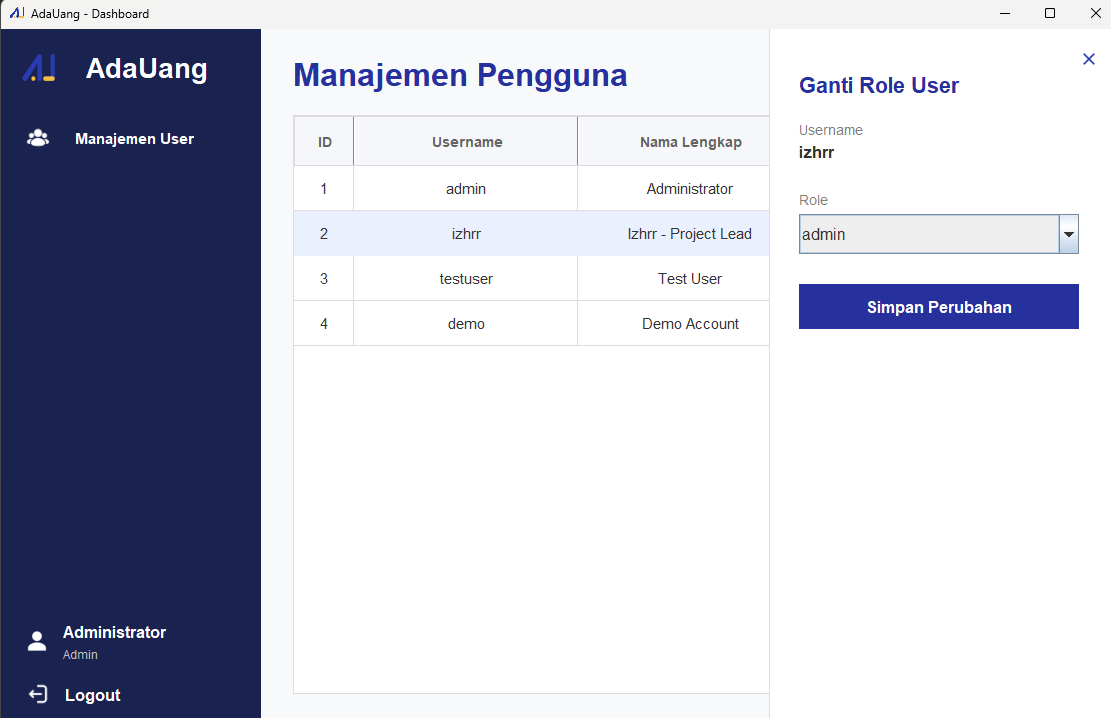 AdaUang - Dashboard
AdaUang
Manajemen User
Manajemen Pengguna
ID Username Nama Lengkap
1 admin Administrator
2 izhrr Izhrr - Project Lead
3 testuser Test User
4 demo Demo Account
Ganti Role User
Username
izhrr
Role
admin
Simpan Perubahan
Administrator
Admin
Logout